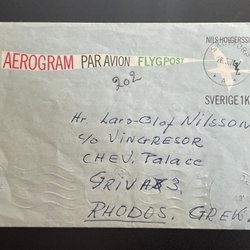 NILS HOLGERSSON
AEROGRAM PAR AVION FLYGPOST
202
SVERIGE 1K
Hr. Lars-Olof Nilsson
c/o VINGRESOR
CHEV. Palace
GRIVA 3
RHODOS. GREK